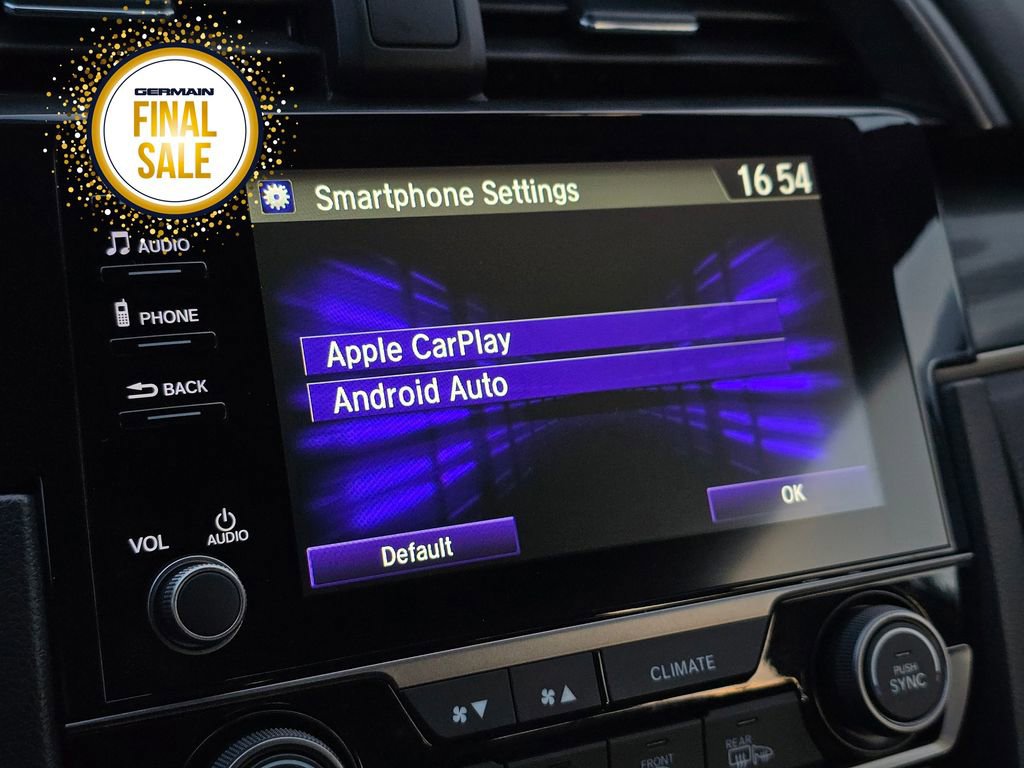 GERMAIN
FINAL
SALE
Smartphone Settings
16 54
AUDIO
PHONE
BACK
Apple CarPlay
Android Auto
OK
Default
VOL
AUDIO
CLIMATE
PUSH
SYNC
FRONT
REAR